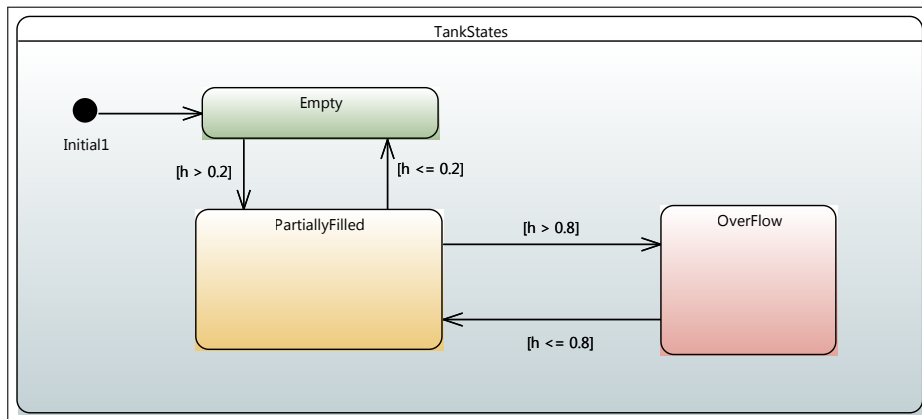 TankStates
Empty
Initial1
[h > 0.2]
[h <= 0.2]
PartiallyFilled
OverFlow
[h > 0.8]
[h <= 0.8]